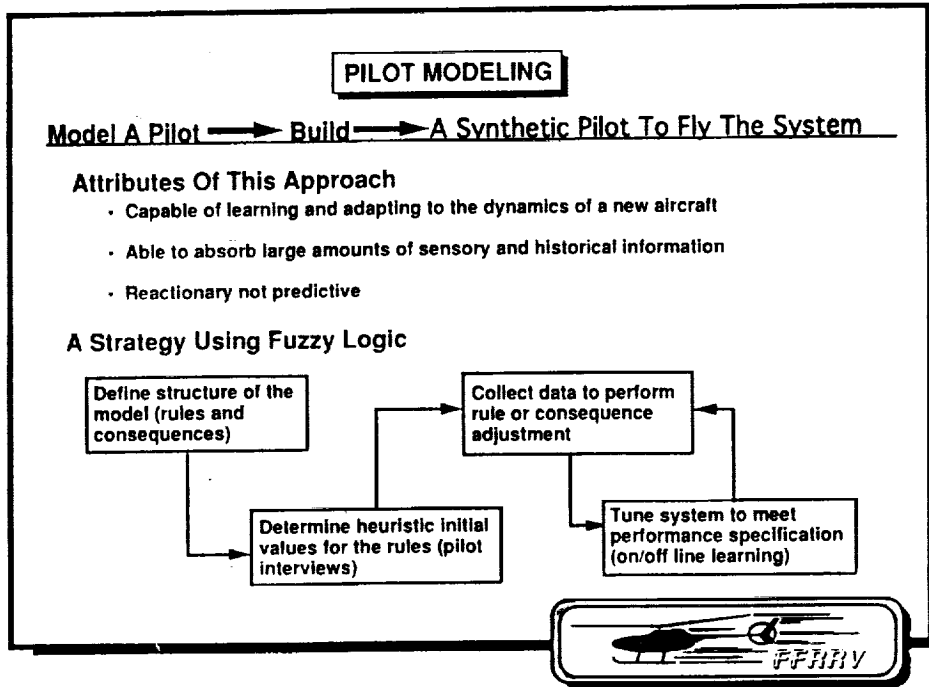 PILOT MODELING
Model A Pilot → Build → A Synthetic Pilot To Fly The System
Attributes Of This Approach
· Capable of learning and adapting to the dynamics of a new aircraft
· Able to absorb large amounts of sensory and historical information
· Reactionary not predictive
A Strategy Using Fuzzy Logic
Define structure of the
model (rules and
consequences)
Determine heuristic initial
values for the rules (pilot
interviews)
Collect data to perform
rule or consequence
adjustment
Tune system to meet
performance specification
(on/off line learning)
FFRRV